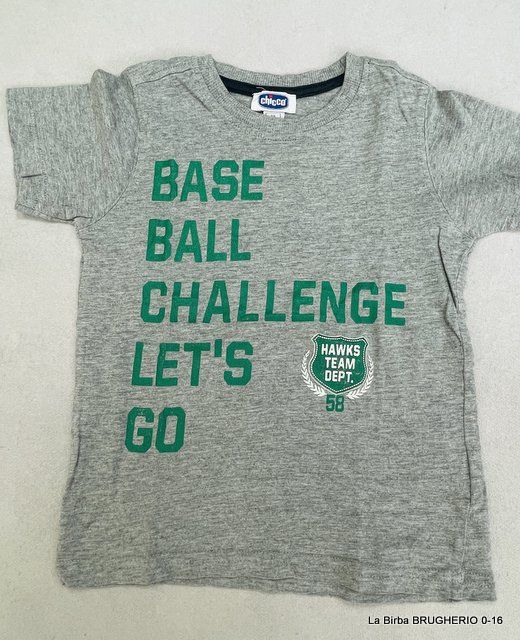 chicco
BASE
BALL
CHALLENGE
LET'S
GO
HAWKS
TEAM
DEPT.
58
La Birba BRUGHERIO 0-16